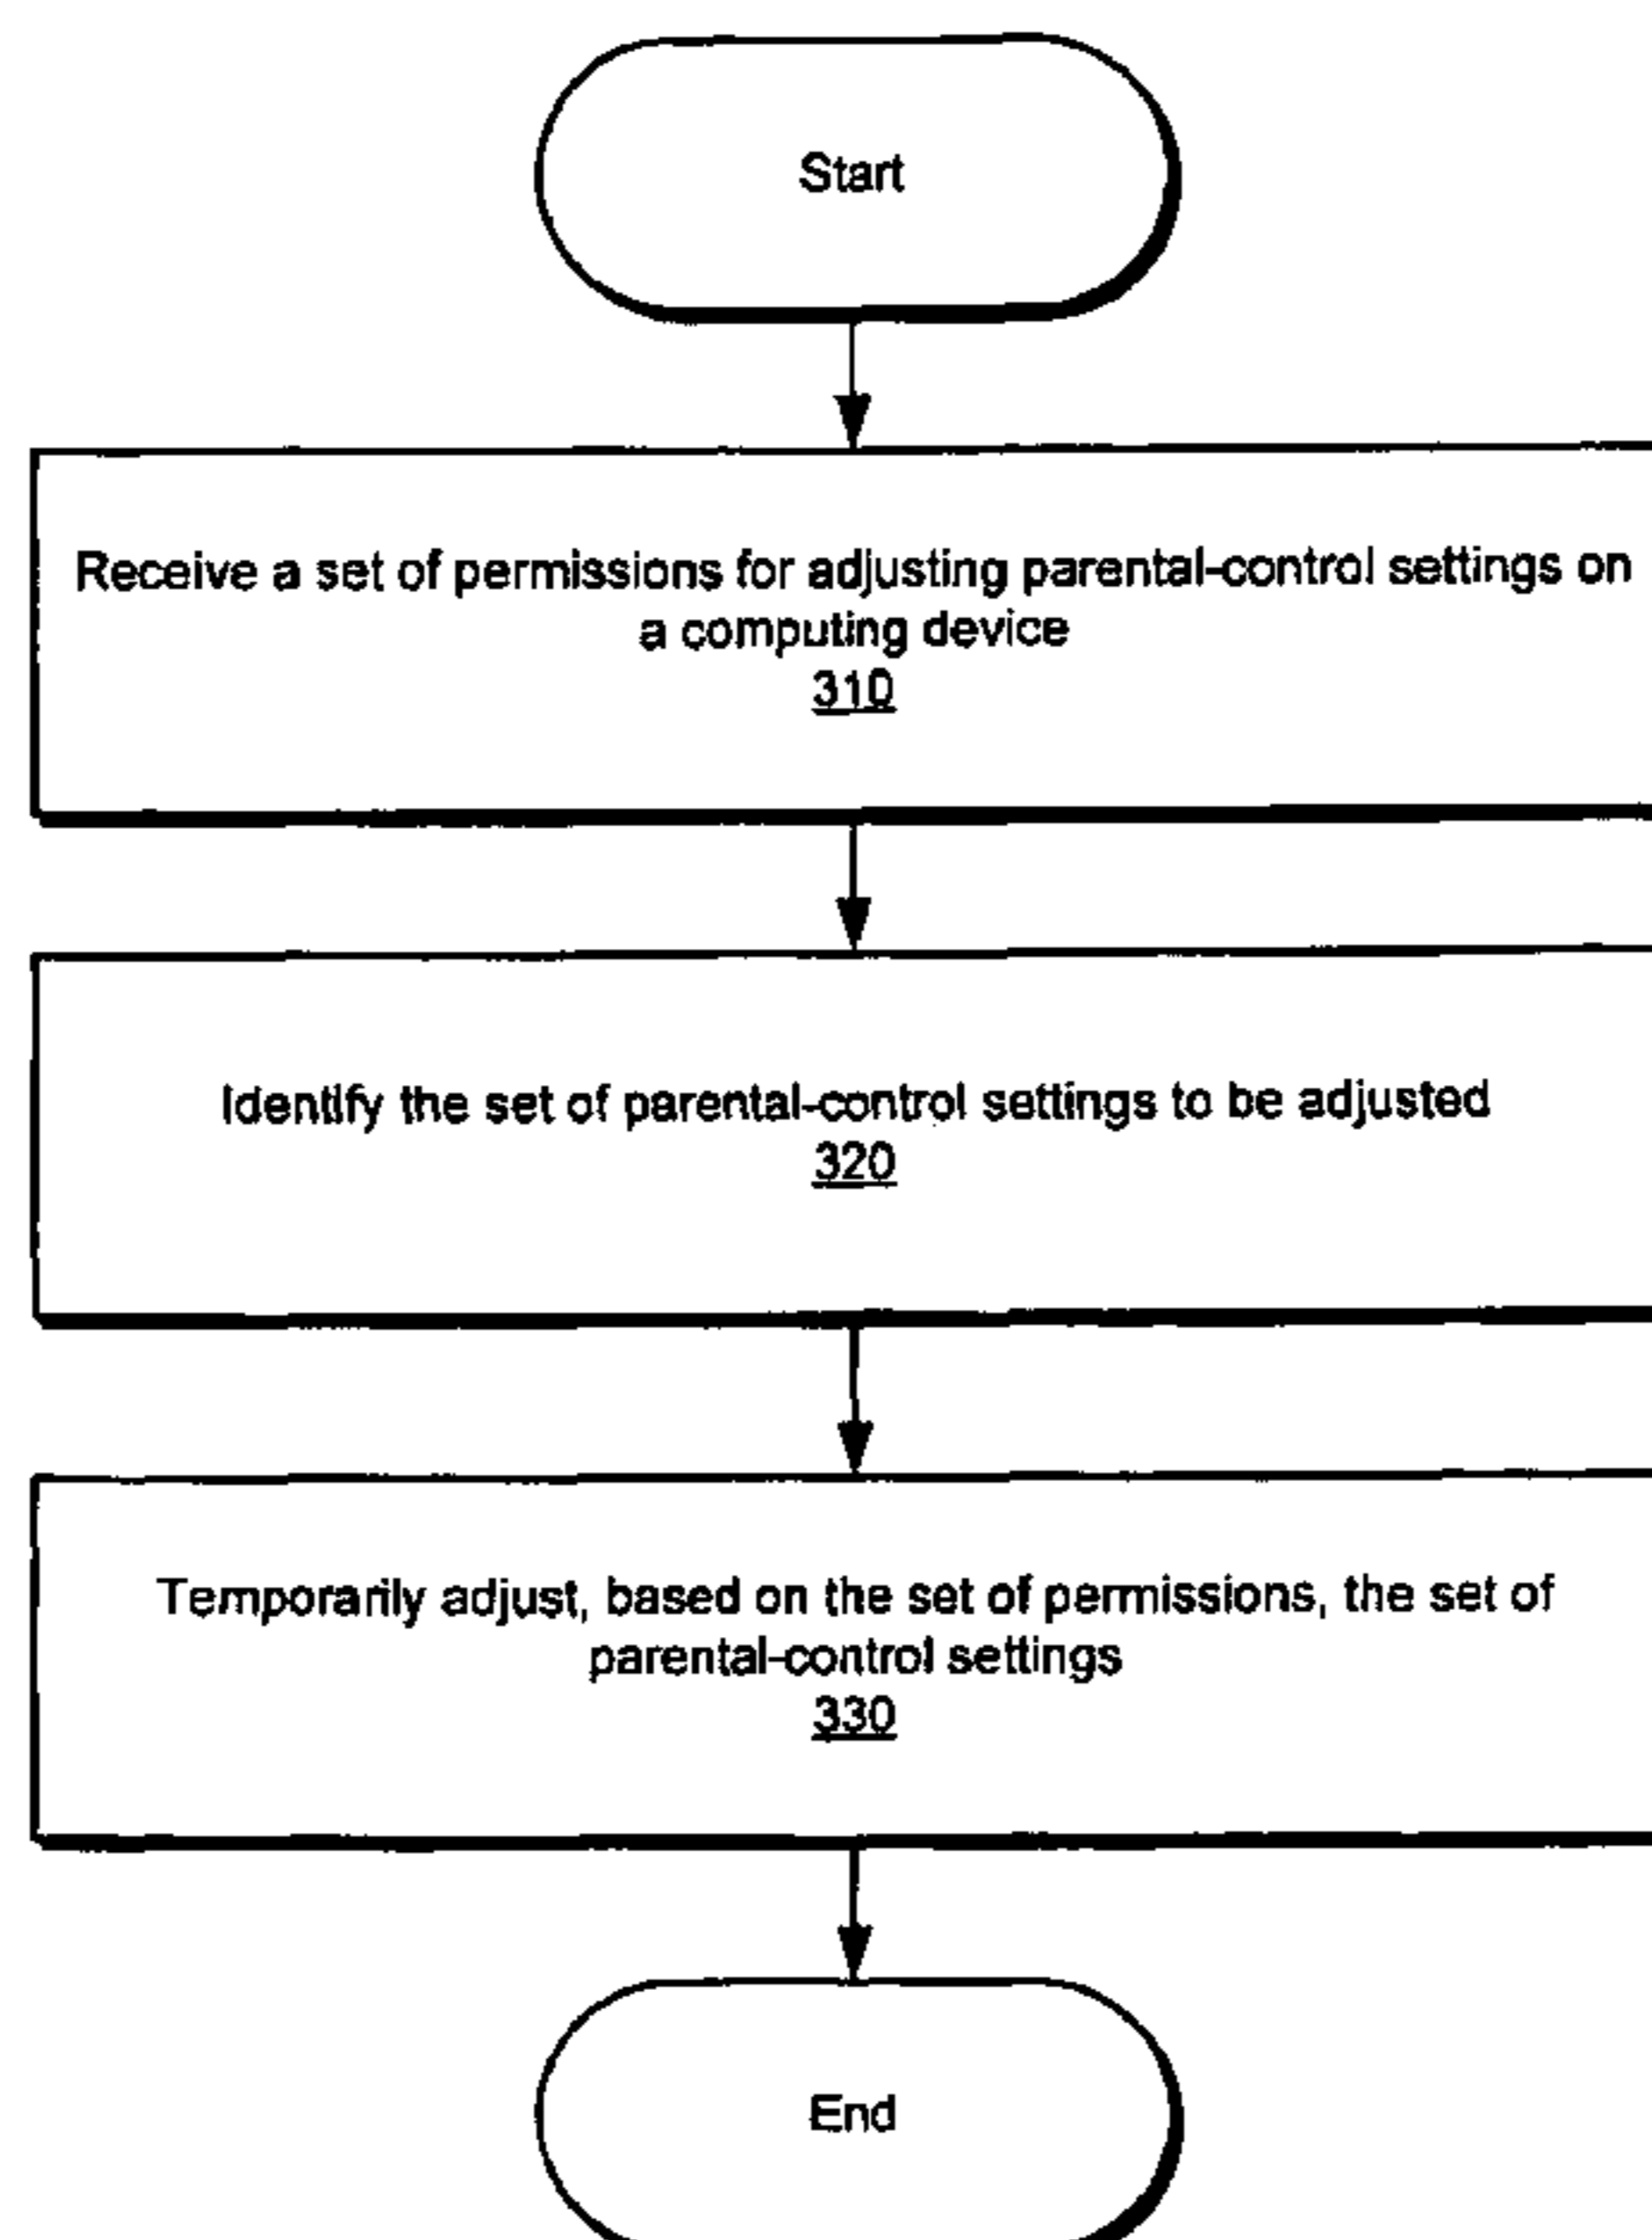 Start
Receive a set of permissions for adjusting parental-control settings on
a computing device
310
Identify the set of parental-control settings to be adjusted
320
Temporarily adjust, based on the set of permissions, the set of
parental-control settings
330
End